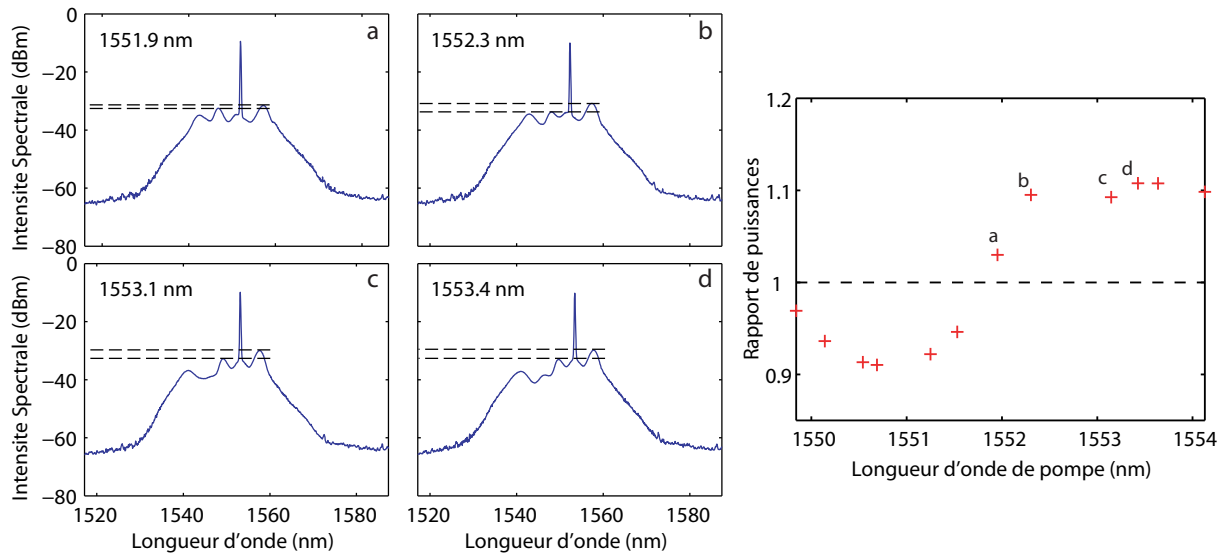 0
−20
−40
−60
−80
Intensite Spectrale (dBm)
1551.9 nm
a
1552.3 nm
b
0
−20
−40
−60
−80
Intensite Spectrale (dBm)
1553.1 nm
c
1553.4 nm
d
1520 1540 1560 1580
Longueur d’onde (nm)
1520 1540 1560 1580
Longueur d’onde (nm)
1.2
1.1
1
0.9
Rapport de puissances
a
b
c
d
1550 1551 1552 1553 1554
Longueur d’onde de pompe (nm)